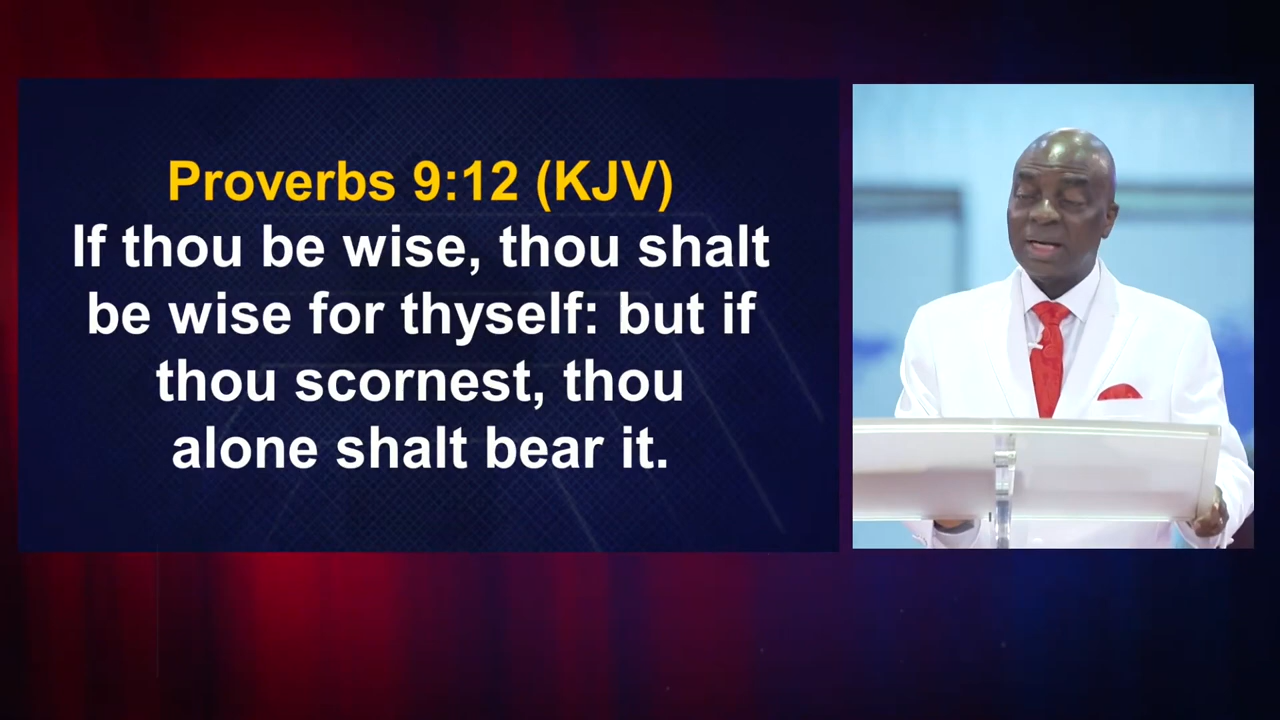 Proverbs 9:12 (KJV)
If thou be wise, thou shalt
be wise for thyself: but if
thou scornest, thou
alone shalt bear it.